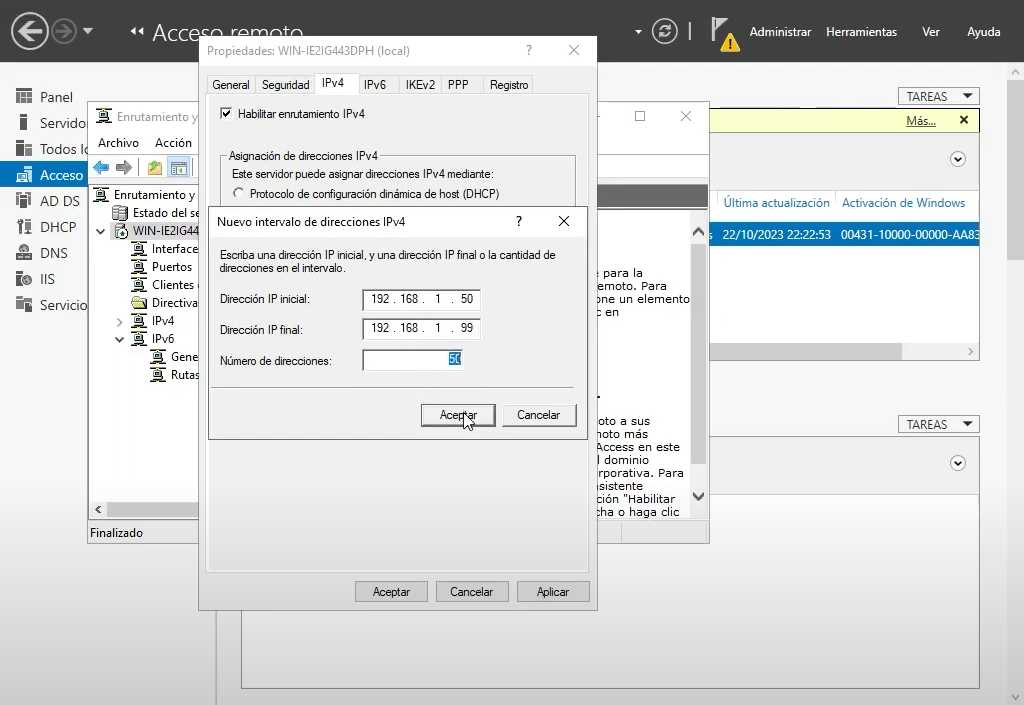 Acceso remoto
Administrar Herramientas Ver Ayuda
Propiedades: WIN-IE2IG443DPH (local)
General Seguridad IPv4 IPv6 IKEv2 PPP Registro
Habilitar enrutamiento IPv4
Asignación de direcciones IPv4
Este servidor puede asignar direcciones IPv4 mediante:
Protocolo de configuración dinámica de host (DHCP)
Nuevo intervalo de direcciones IPv4
Escriba una dirección IP inicial, y una dirección IP final o la cantidad de
direcciones en el intervalo.
Dirección IP inicial: 192 . 168 . 1 . 50
Dirección IP final: 192 . 168 . 1 . 99
Número de direcciones: 50
Aceptar Cancelar
Aceptar Cancelar Aplicar
Panel
Servido
Todos
Acceso
AD DS
DHCP
DNS
IIS
Servicio
Enrutamiento y
Archivo Acción
Enrutamiento y
Estado del se
WIN-IE2IG44
Interface
Puertos
Clientes
Directiva
IPv4
IPv6
Gene
Rutas
Finalizado
para la
emoto. Para
one un elemento
c en
oto a sus
moto más
Access en este
l dominio
rporativa. Para
sistente
ción "Habilitar
cha o haga clic
TAREAS
Más...
Última actualización Activación de Windows
22/10/2023 22:22:53 00431-10000-00000-AA83
TAREAS